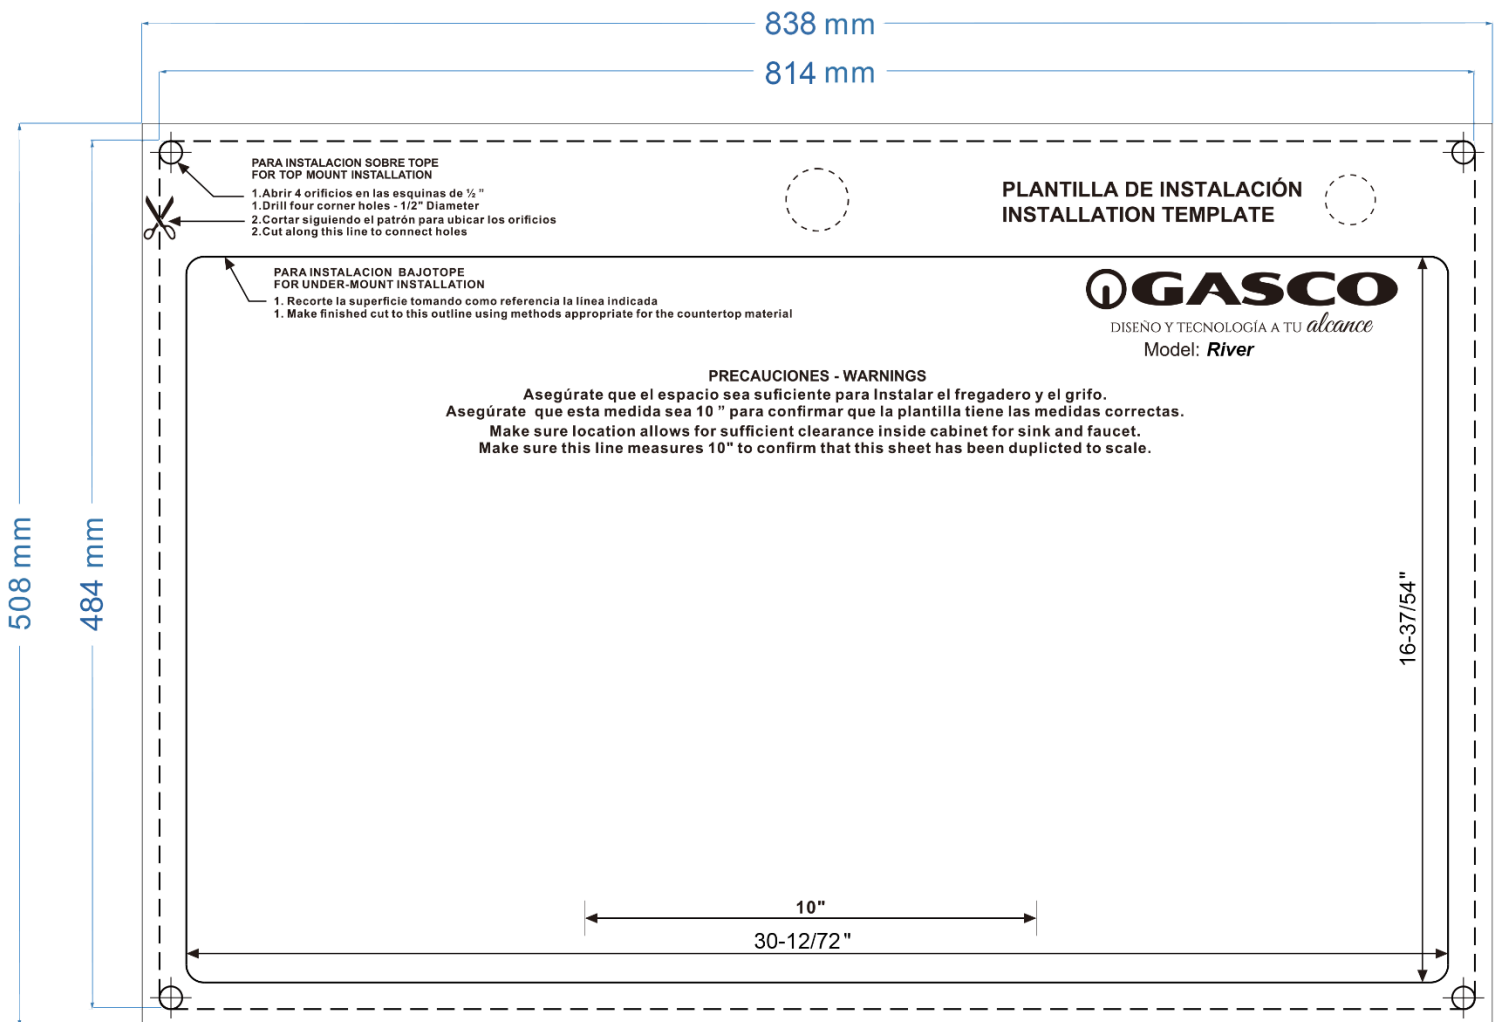 838 mm
814 mm
PARA INSTALACION SOBRE TOPE
FOR TOP MOUNT INSTALLATION
1.Abrir 4 orificios en las esquinas de ½ "
1.Drill four corner holes - 1/2" Diameter
2.Cortar siguiendo el patrón para ubicar los orificios
2.Cut along this line to connect holes
PLANTILLA DE INSTALACIÓN
INSTALLATION TEMPLATE
PARA INSTALACION BAJOTOPE
FOR UNDER-MOUNT INSTALLATION
1. Recorte la superficie tomando como referencia la línea indicada
1. Make finished cut to this outline using methods appropriate for the countertop material
GASCO
DISEÑO Y TECNOLOGÍA A TU alcance
Model: River
PRECAUCIONES - WARNINGS
Asegúrate que el espacio sea suficiente para Instalar el fregadero y el grifo.
Asegúrate que esta medida sea 10 ” para confirmar que la plantilla tiene las medidas correctas.
Make sure location allows for sufficient clearance inside cabinet for sink and faucet.
Make sure this line measures 10" to confirm that this sheet has been duplicted to scale.
508 mm
484 mm
16-37/54"
10"
30-12/72"